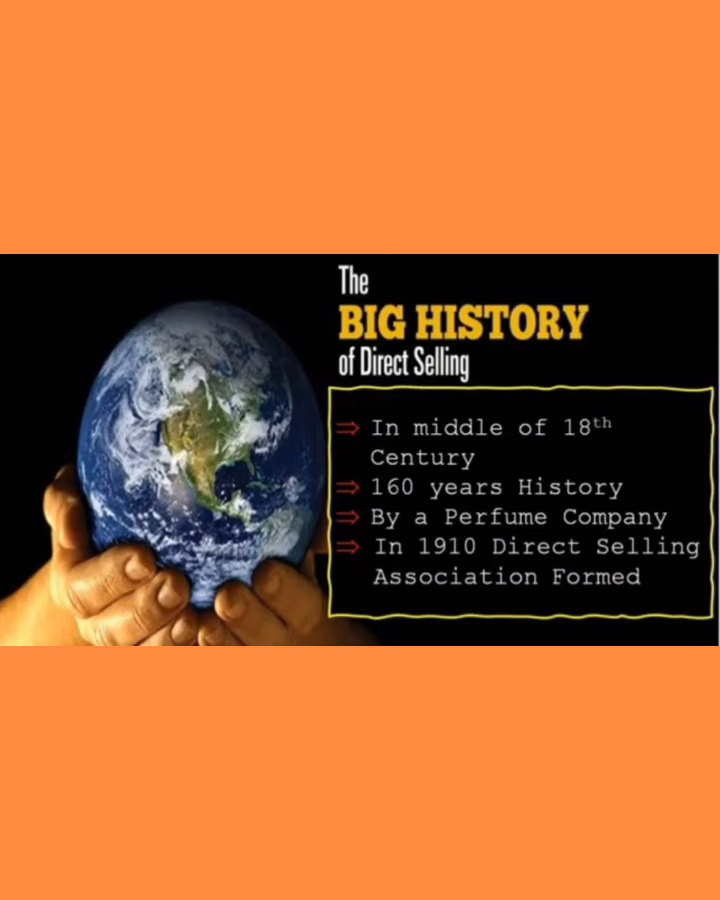 The
BIG HISTORY
of Direct Selling
⇒ In middle of 18th
Century
⇒ 160 years History
⇒ By a Perfume Company
⇒ In 1910 Direct Selling
Association Formed